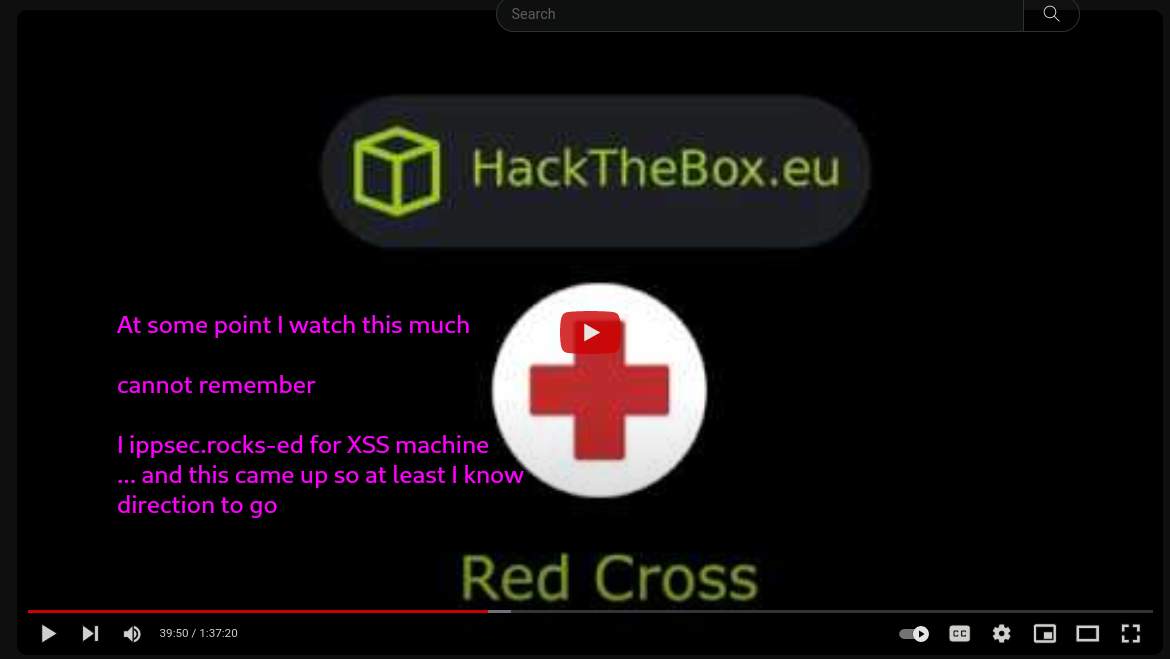 Search
HackTheBox.eu
At some point I watch this much
cannot remember
I ippsec.rocks-ed for XSS machine
... and this came up so at least I know
direction to go
Red Cross
39:50 / 1:37:20
CC